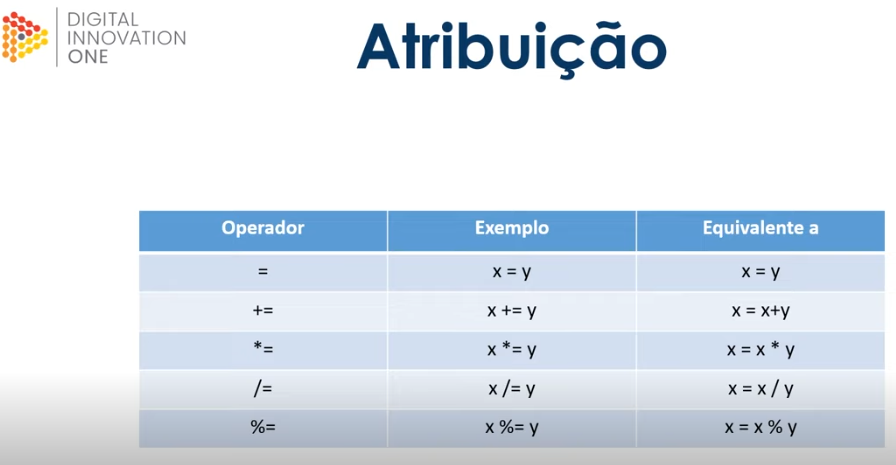 DIGITAL
INNOVATION
ONE
Atribuição
Operador Exemplo Equivalente a
= x = y x = y
+= x += y x = x+y
*= x *= y x = x * y
/= x /= y x = x / y
%= x %= y x = x % y